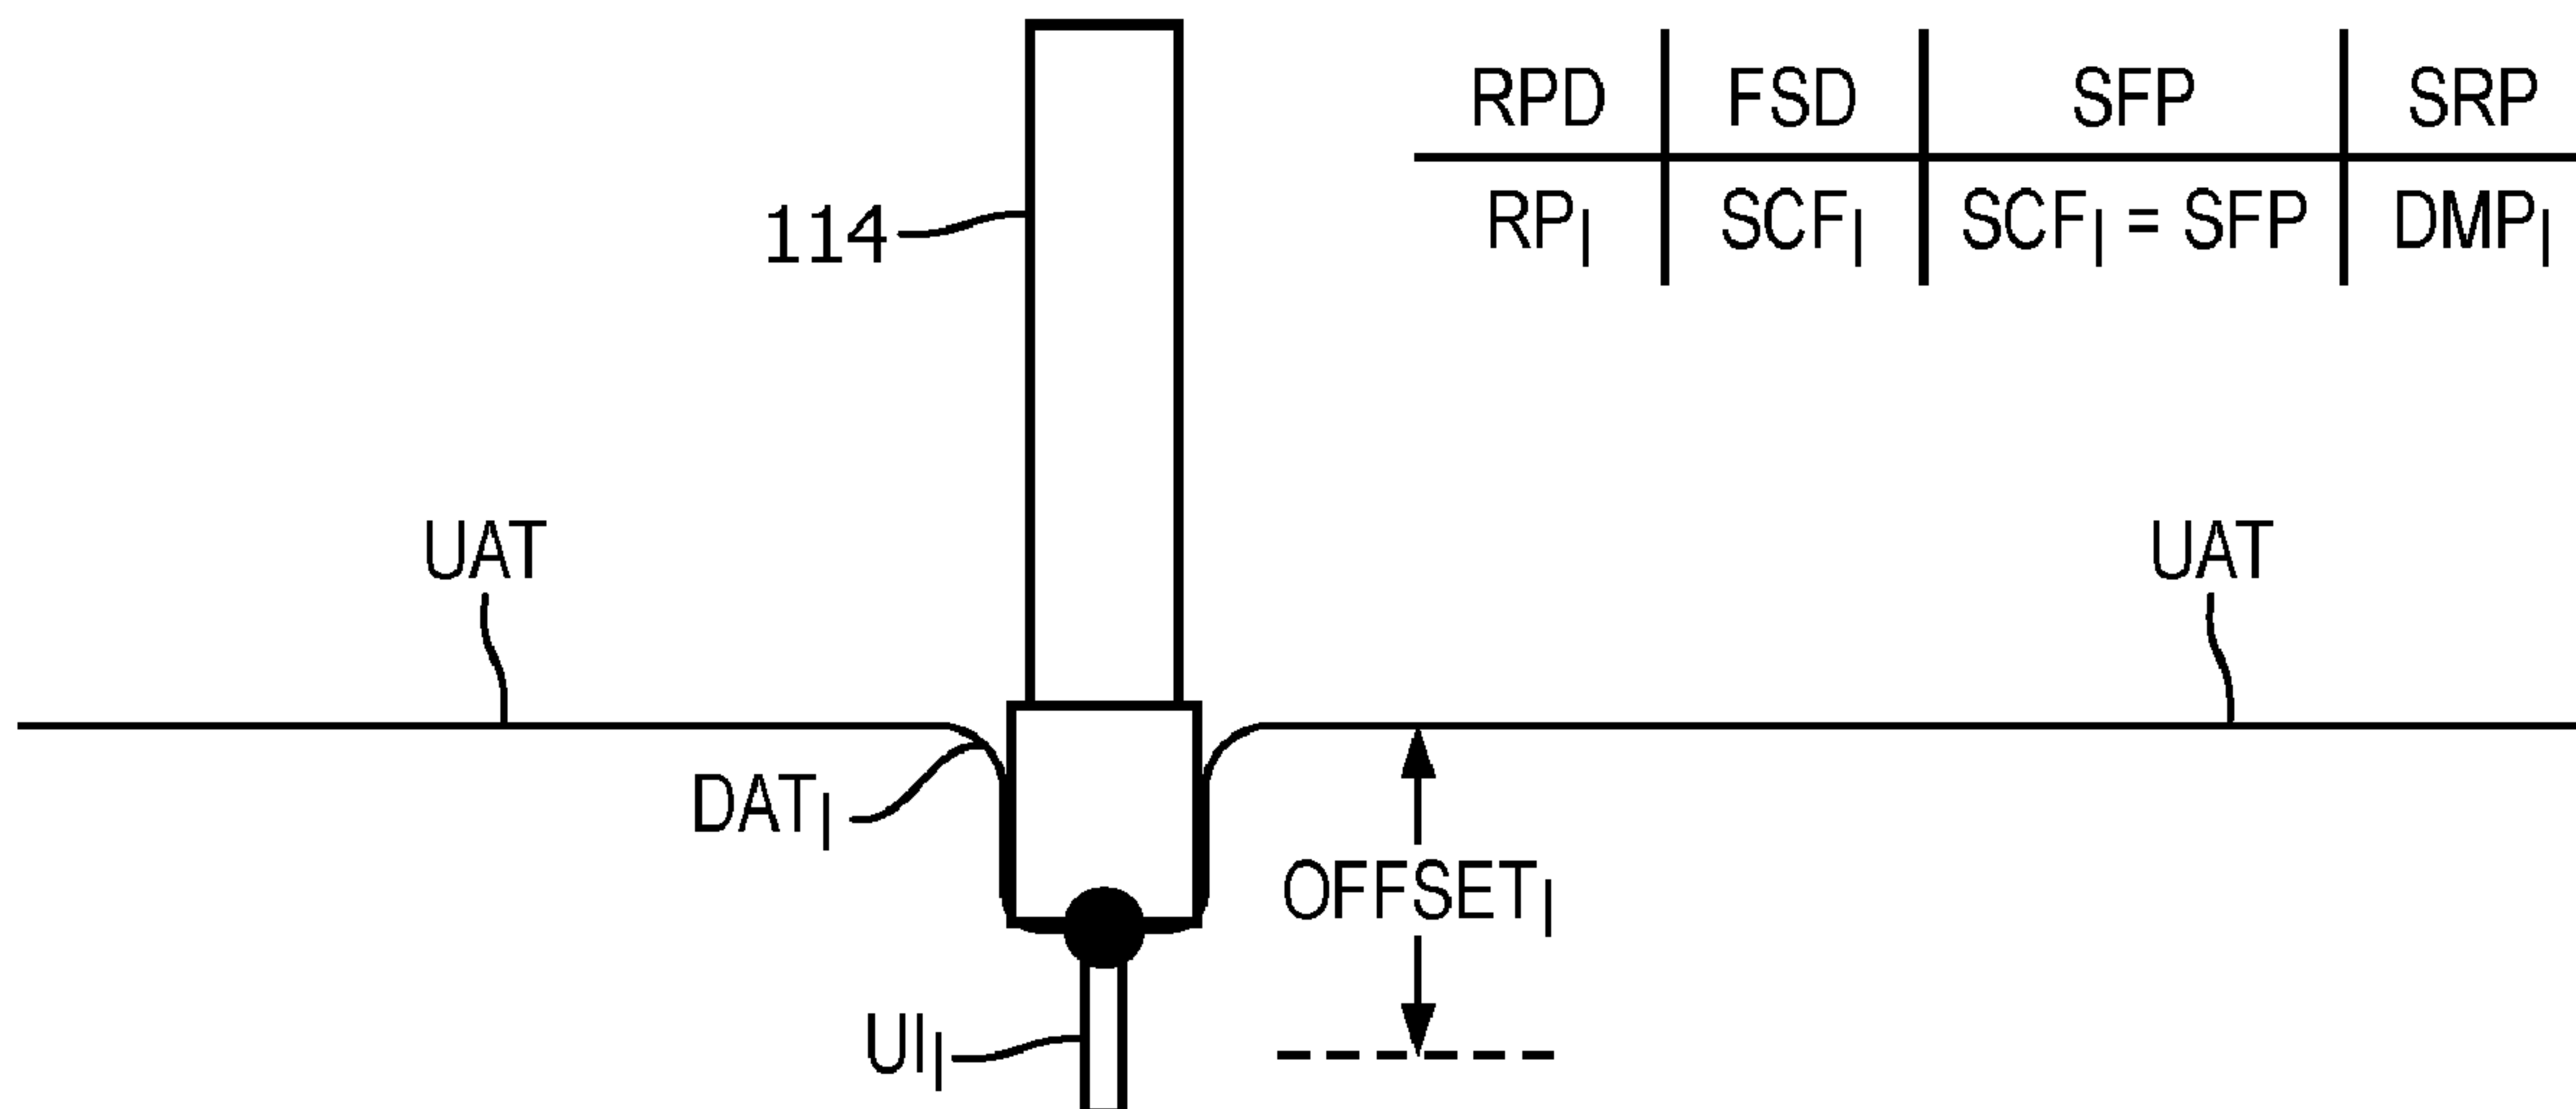 RPD FSD SFP SRP
RPI SCFI SCFI = SFP DMPI
114
UAT UAT
DATI
OFFSETI
UII